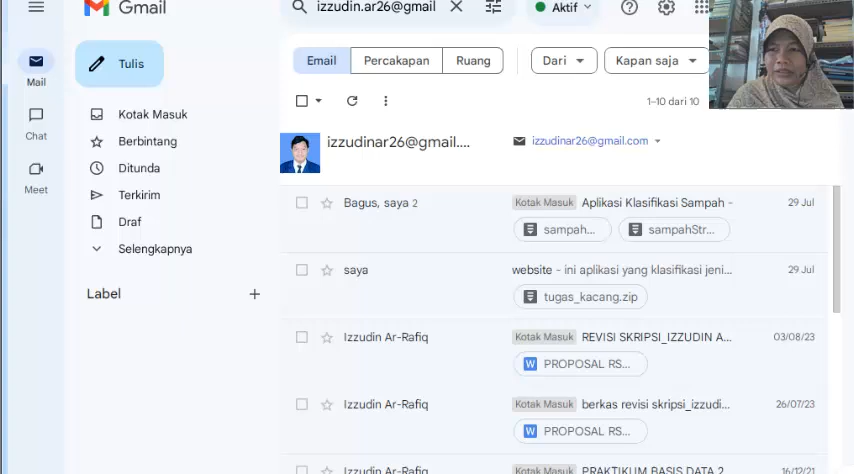 Gmail
izzudin.ar26@gmail
Aktif
Mail
Chat
Meet
Tulis
Kotak Masuk
Berbintang
Ditunda
Terkirim
Draf
Selengkapnya
Label
Email
Percakapan
Ruang
Dari
Kapan saja
1–10 dari 10
izzudinar26@gmail....
izzudinar26@gmail.com
Bagus, saya 2
Kotak Masuk Aplikasi Klasifikasi Sampah -
29 Jul
sampah...
sampahStr...
saya
website - ini aplikasi yang klasifikasi jeni...
29 Jul
tugas_kacang.zip
Izzudin Ar-Rafiq
Kotak Masuk REVISI SKRIPSI_IZZUDIN A...
03/08/23
PROPOSAL RS...
Izzudin Ar-Rafiq
Kotak Masuk berkas revisi skripsi_izzudi...
26/07/23
PROPOSAL RS...
Izzudin Ar-Rafiq
Kotak Masuk PRAKTIKUM BASIS DATA 2
16/12/21